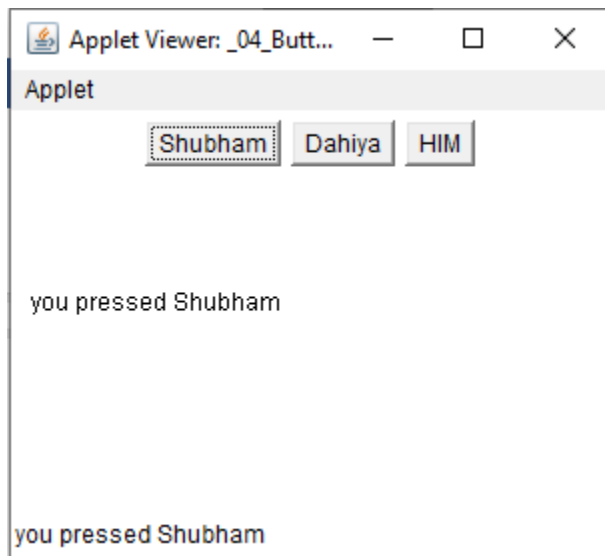 Applet Viewer: _04_Butt...
Applet
Shubham Dahiya HIM
you pressed Shubham
you pressed Shubham